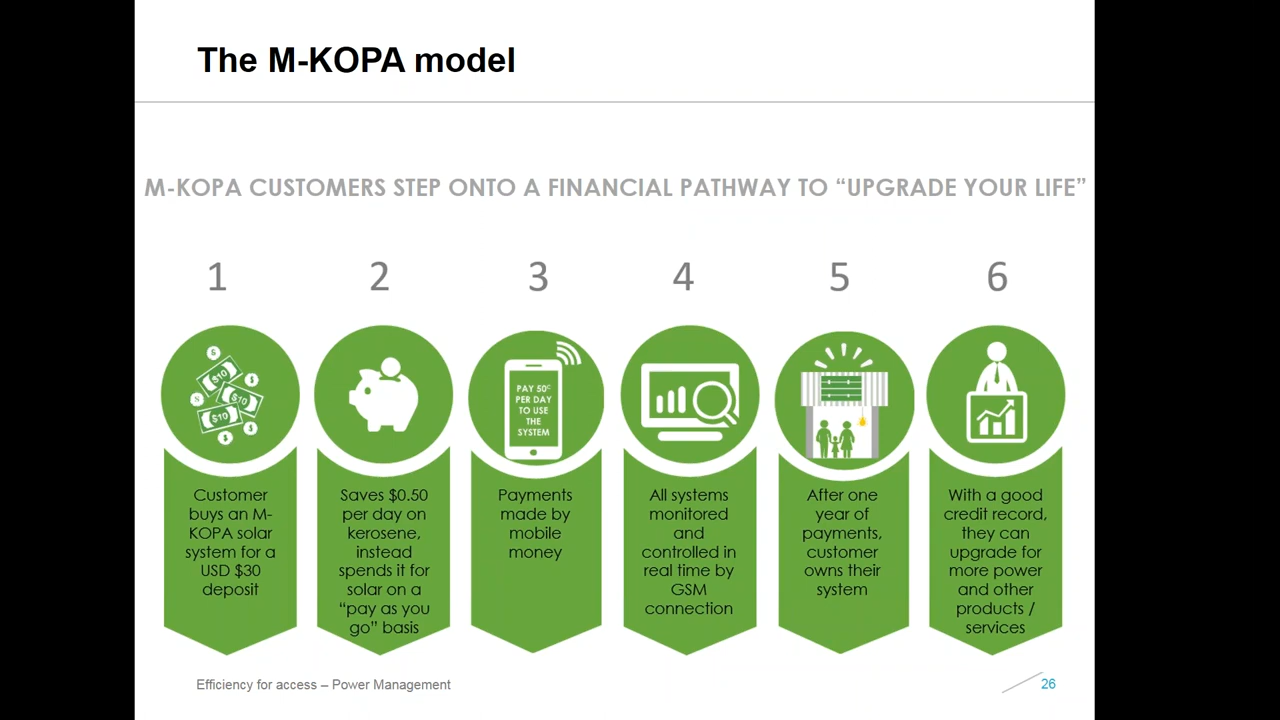 The M-KOPA model
M-KOPA CUSTOMERS STEP ONTO A FINANCIAL PATHWAY TO “UPGRADE YOUR LIFE”
1
2
3
4
5
6
$10
$10
$10
PAY 50¢
PER DAY
TO USE
THE
SYSTEM
Customer
buys an M-
KOPA solar
system for a
USD $30
deposit
Saves $0.50
per day on
kerosene,
instead
spends it for
solar on a
“pay as you
go” basis
Payments
made by
mobile
money
All systems
monitored
and
controlled in
real time by
GSM
connection
After one
year of
payments,
customer
owns their
system
With a good
credit record,
they can
upgrade for
more power
and other
products /
services
Efficiency for access – Power Management
26